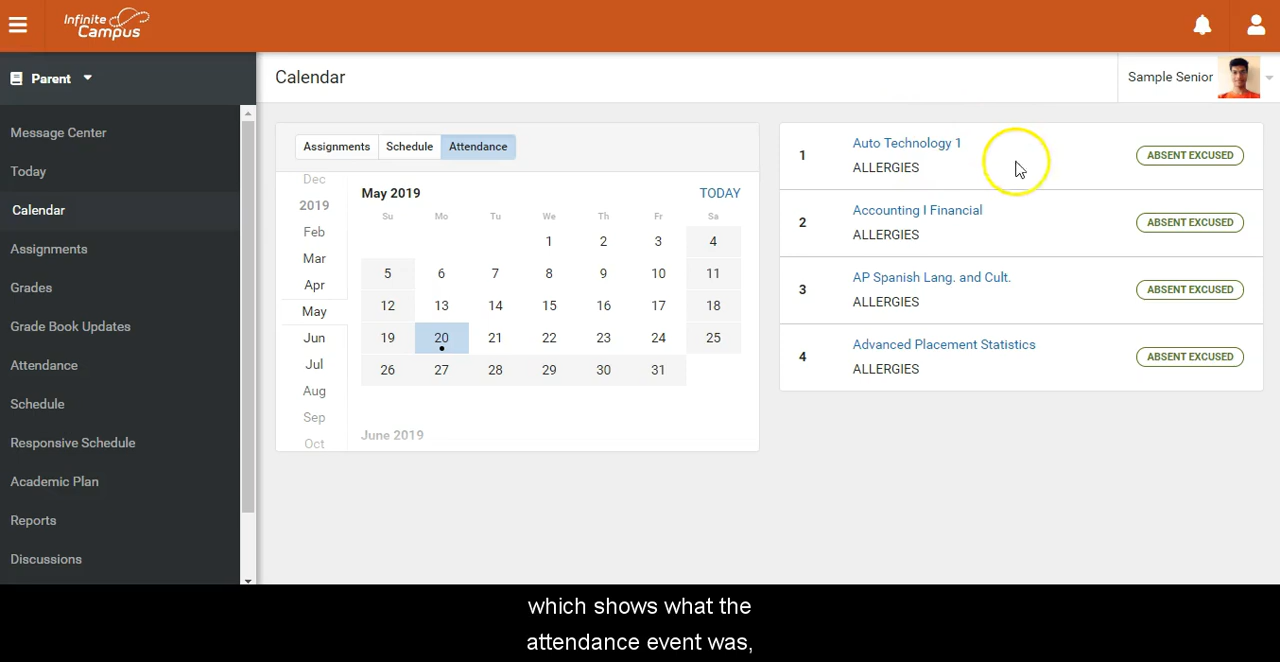 Infinite
Campus
Parent
Calendar
Sample Senior
Message Center
Today
Calendar
Assignments
Grades
Grade Book Updates
Attendance
Schedule
Responsive Schedule
Academic Plan
Reports
Discussions
Assignments Schedule Attendance
Dec
2019
Feb
Mar
Apr
May
Jun
Jul
Aug
Sep
Oct
May 2019 TODAY
Su Mo Tu We Th Fr Sa
1 2 3 4
5 6 7 8 9 10 11
12 13 14 15 16 17 18
19 20 21 22 23 24 25
26 27 28 29 30 31
June 2019
1 Auto Technology 1 ABSENT EXCUSED
ALLERGIES
2 Accounting I Financial ABSENT EXCUSED
ALLERGIES
3 AP Spanish Lang. and Cult. ABSENT EXCUSED
ALLERGIES
4 Advanced Placement Statistics ABSENT EXCUSED
ALLERGIES
which shows what the
attendance event was,